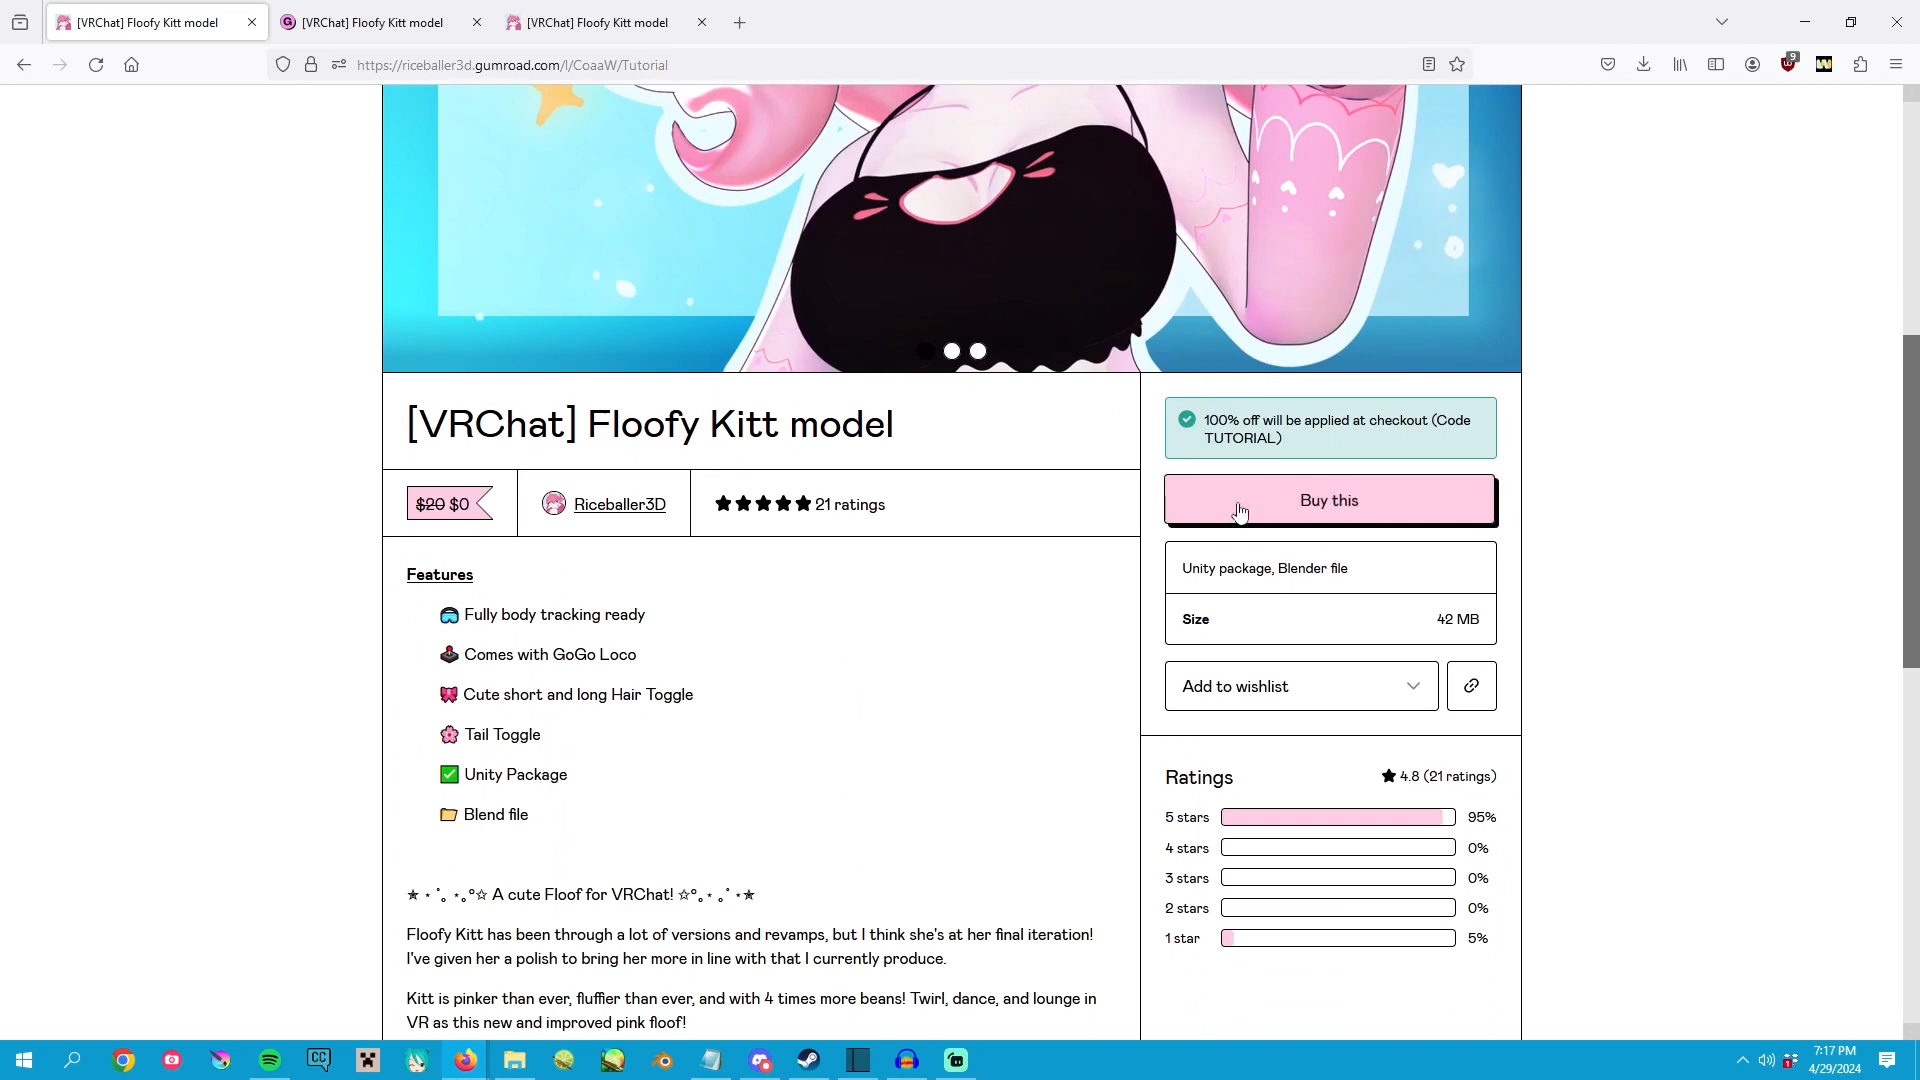 [VRChat] Floofy Kitt model
[VRChat] Floofy Kitt model
[VRChat] Floofy Kitt model
https://riceballer3d.gumroad.com/l/CoaaW/Tutorial
9
[VRChat] Floofy Kitt model
$20 $0
Riceballer3D
21 ratings
Features
Fully body tracking ready
Comes with GoGo Loco
Cute short and long Hair Toggle
Tail Toggle
Unity Package
Blend file
✯⋆˚｡⋆｡°☆ A cute Floof for VRChat! ☆°｡⋆｡˚⋆✯
Floofy Kitt has been through a lot of versions and revamps, but I think she's at her final iteration!
I've given her a polish to bring her more in line with that I currently produce.
Kitt is pinker than ever, fluffier than ever, and with 4 times more beans! Twirl, dance, and lounge in
VR as this new and improved pink floof!
100% off will be applied at checkout (Code
TUTORIAL)
Buy this
Unity package, Blender file
Size 42 MB
Add to wishlist
Ratings 4.8 (21 ratings)
5 stars 95%
4 stars 0%
3 stars 0%
2 stars 0%
1 star 5%
CC
1
7:17 PM
4/29/2024